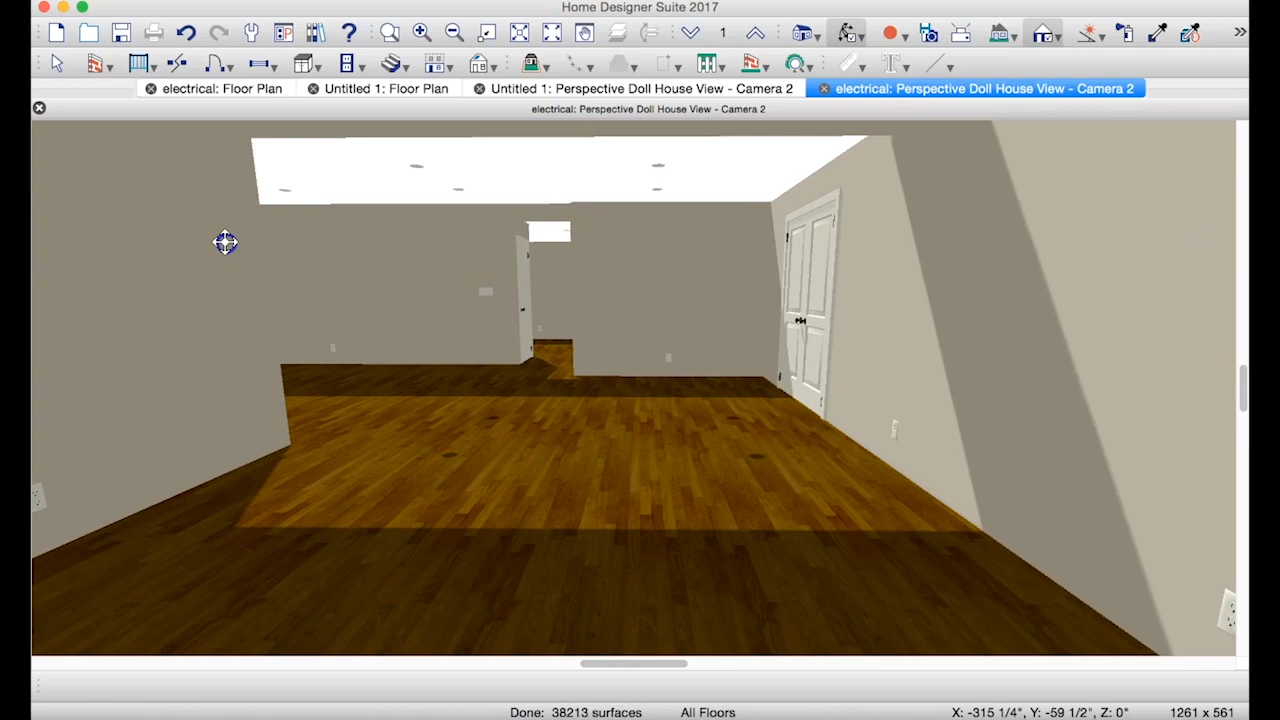 Home Designer Suite 2017
1
electrical: Floor Plan
Untitled 1: Floor Plan
Untitled 1: Perspective Doll House View - Camera 2
electrical: Perspective Doll House View - Camera 2
electrical: Perspective Doll House View - Camera 2
Done: 38213 surfaces
All Floors
X: -315 1/4", Y: -59 1/2", Z: 0"
1261 x 561